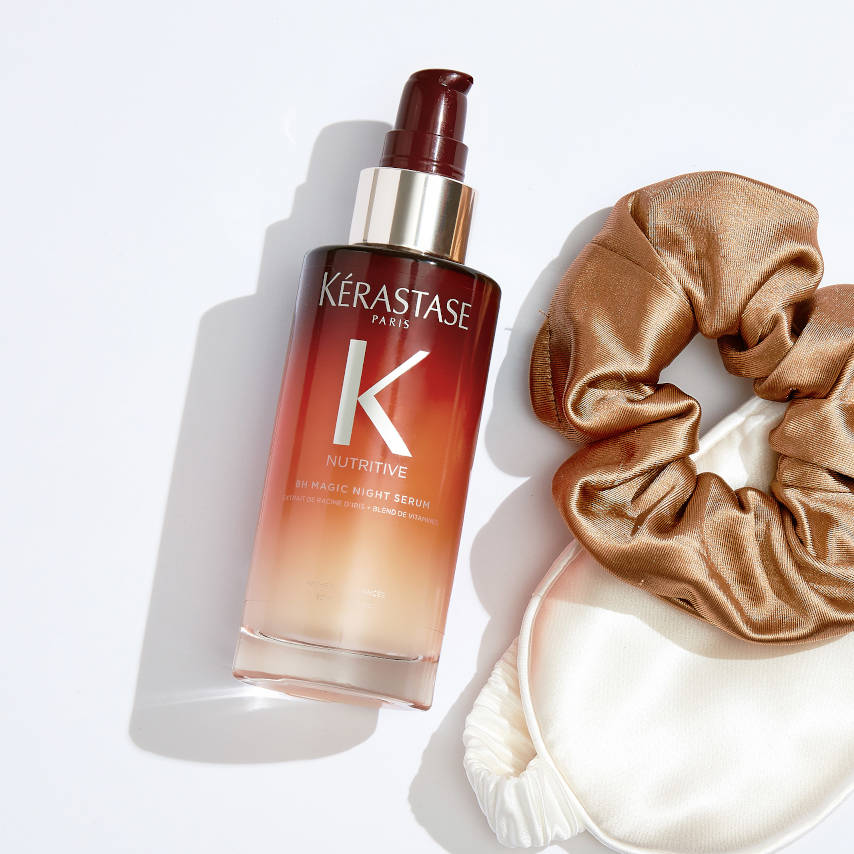 KÉRASTASE
PARIS
K
NUTRITIVE
8H MAGIC NIGHT SERUM
EXTRAIT DE RACINE D'IRIS + BLEND DE VITAMINES